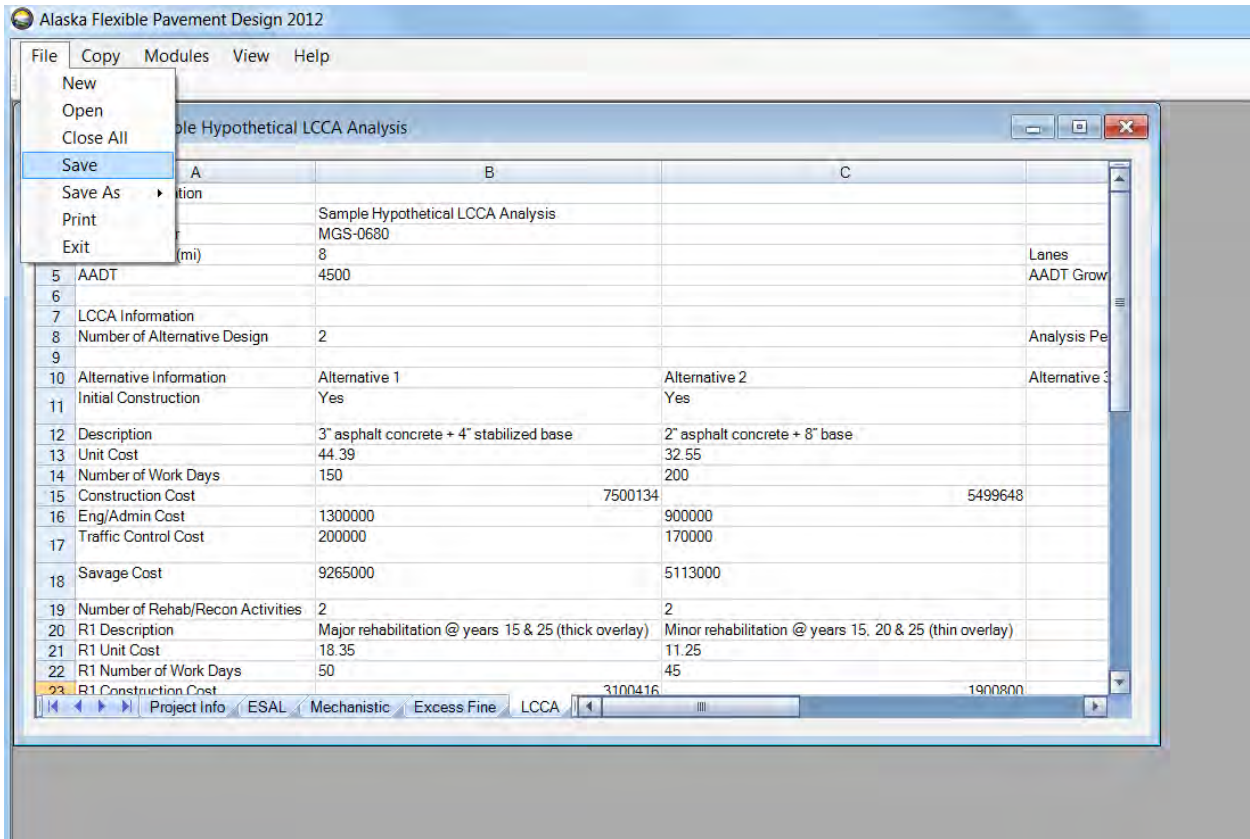 Alaska Flexible Pavement Design 2012
File Copy Modules View Help
New
Open
Close All
Save
Save As
Print
Exit
Hypothetical LCCA Analysis
A B C
Sample Hypothetical LCCA Analysis
MGS-0680
(mi) 8 Lanes
5 AADT 4500 AADT Grow
6
7 LCCA Information
8 Number of Alternative Design 2 Analysis Pe
9
10 Alternative Information Alternative 1 Alternative 2 Alternative 3
11 Initial Construction Yes Yes
12 Description 3" asphalt concrete + 4" stabilized base 2" asphalt concrete + 8" base
13 Unit Cost 44.39 32.55
14 Number of Work Days 150 200
15 Construction Cost 7500134 5499648
16 Eng/Admin Cost 1300000 900000
17 Traffic Control Cost 200000 170000
18 Savage Cost 9265000 5113000
19 Number of Rehab/Recon Activities 2 2
20 R1 Description Major rehabilitation @ years 15 & 25 (thick overlay) Minor rehabilitation @ years 15, 20 & 25 (thin overlay)
21 R1 Unit Cost 18.35 11.25
22 R1 Number of Work Days 50 45
23 R1 Construction Cost 3100416 1900800
Project Info ESAL Mechanistic Excess Fine LCCA